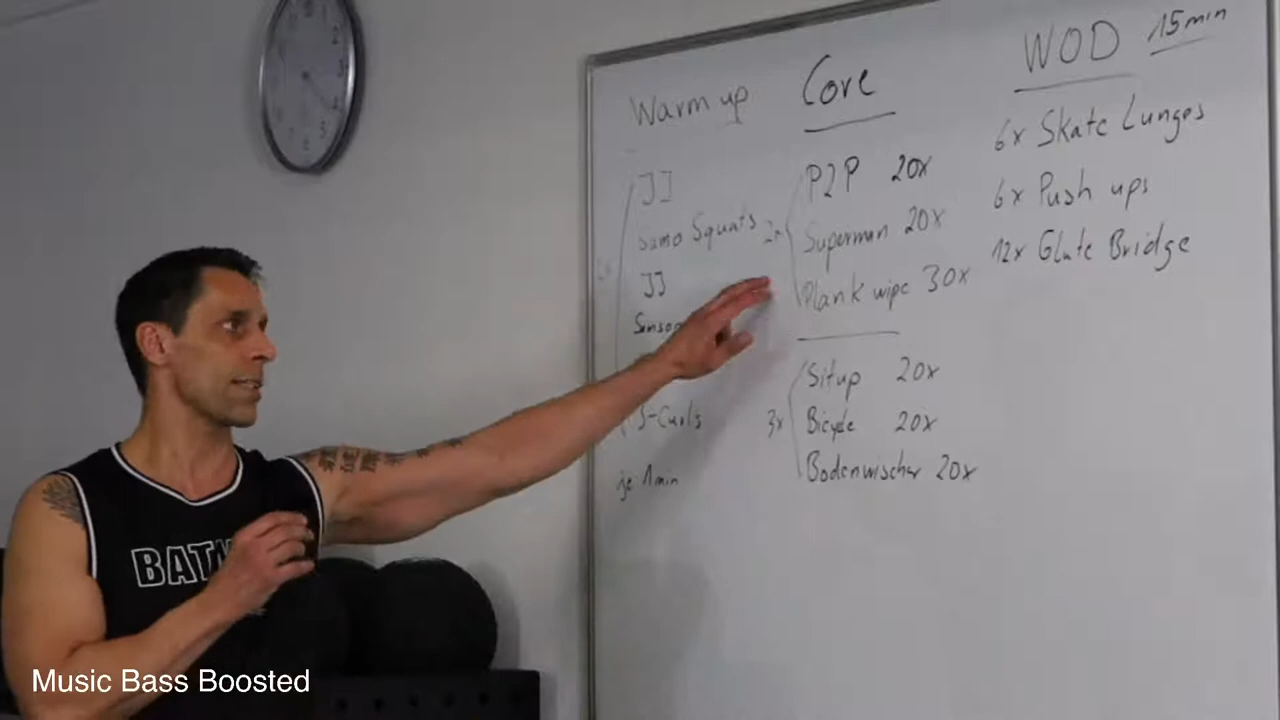 Warm up
JJ
Sumo Squats
JJ
je 1min
Core
2x
P2P 20x
Superman 20x
Plank wipe 30x
3x
Situp 20x
Bicycle 20x
Bodenwischer 20x
WOD 15min
6x Skate Lunges
6x Push ups
12x Glute Bridge
BATM
Music Bass Boosted